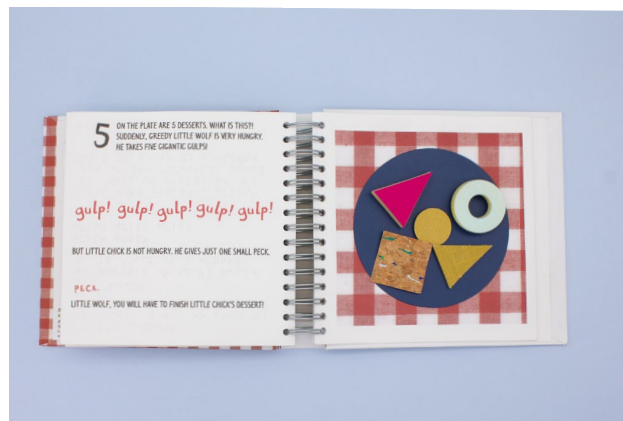 5 ON THE PLATE ARE 5 DESSERTS. WHAT IS THIS?!
SUDDENLY, GREEDY LITTLE WOLF IS VERY HUNGRY.
HE TAKES FIVE GIGANTIC GULPS!
gulp! gulp! gulp! gulp! gulp!
BUT LITTLE CHICK IS NOT HUNGRY. HE GIVES JUST ONE SMALL PECK.
PECK.
LITTLE WOLF, YOU WILL HAVE TO FINISH LITTLE CHICK'S DESSERT!